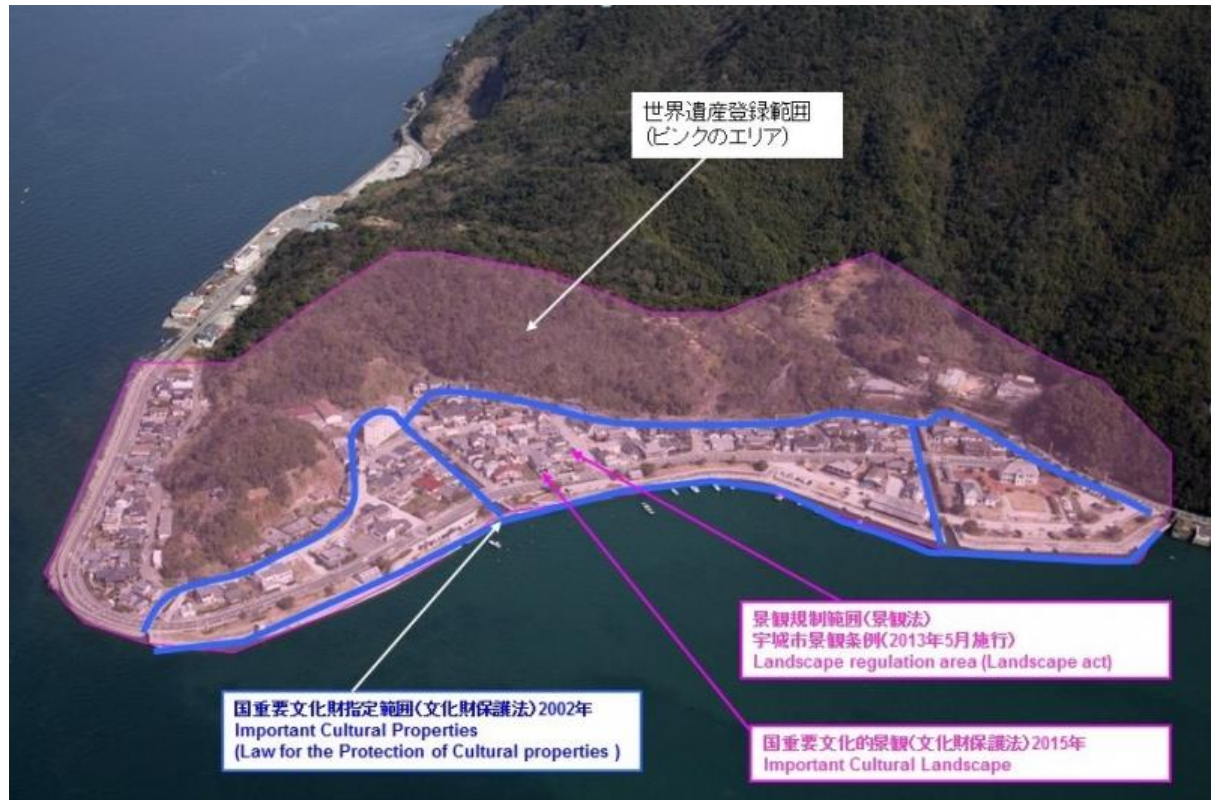 世界遺産登録範囲
(ピンクのエリア)
景観規制範囲(景観法)
宇城市景観条例(2013年5月施行)
Landscape regulation area (Landscape act)
国重要文化財指定範囲(文化財保護法)2002年
Important Cultural Properties
(Law for the Protection of Cultural properties )
国重要文化的景観(文化財保護法)2015年
Important Cultural Landscape